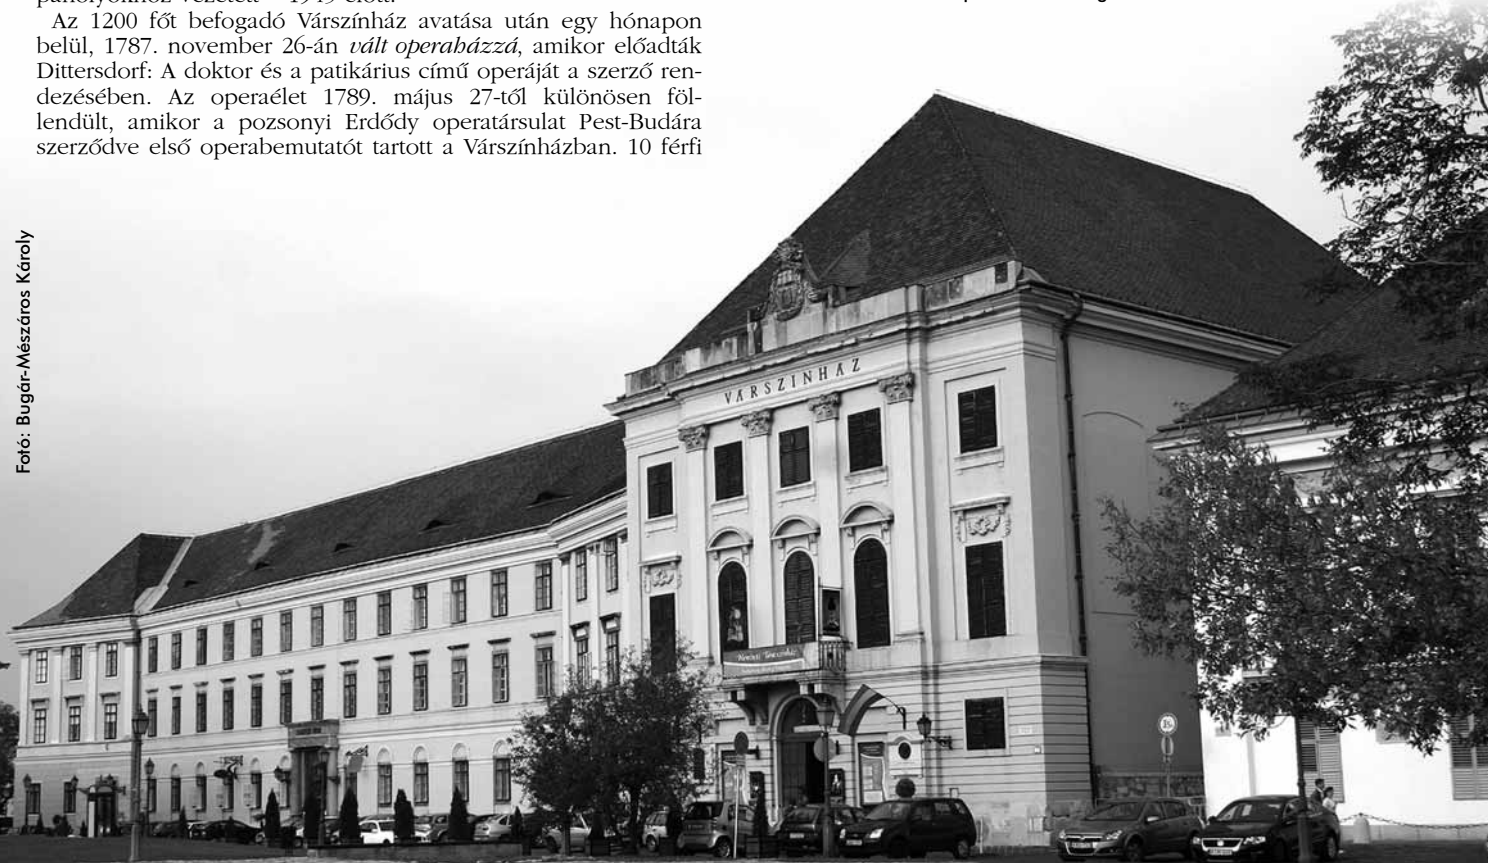 Az 1200 főt befogadó Várszínház avatása után egy hónapon
belül, 1787. november 26-án vált operaházzá, amikor előadták
Dittersdorf: A doktor és a patikárius című operáját a szerző ren-
dezésében. Az operaélet 1789. május 27-től különösen föl-
lendült, amikor a pozsonyi Erdődy operatársulat Pest-Budára
szerződve első operabemutatót tartott a Várszínházban. 10 férfi
Fotó: Bugár-Mészáros Károly
VÁRSZINHÁZ